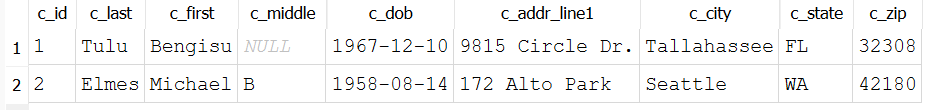 c_id c_last c_first c_middle c_dob c_addr_line1 c_city c_state c_zip
1 1 Tulu Bengisu NULL 1967-12-10 9815 Circle Dr. Tallahassee FL 32308
2 2 Elmes Michael B 1958-08-14 172 Alto Park Seattle WA 42180